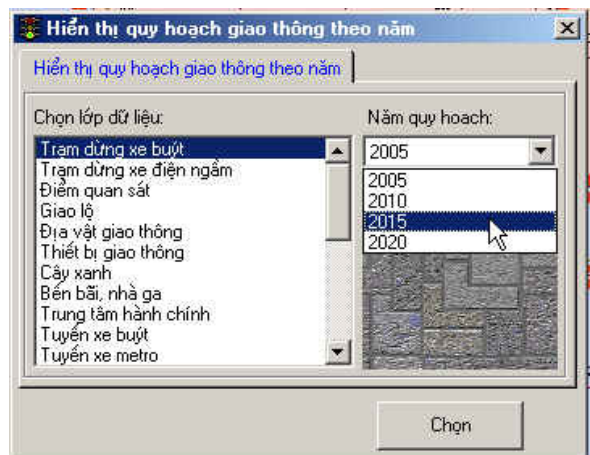 Hiển thị quy hoạch giao thông theo năm
Hiển thị quy hoạch giao thông theo năm
Chọn lớp dữ liệu:
Trạm dừng xe buýt
Trạm dừng xe điện ngầm
Điểm quan sát
Giao lộ
Địa vật giao thông
Thiết bị giao thông
Cây xanh
Bến bãi, nhà ga
Trung tâm hành chính
Tuyến xe buýt
Tuyến xe metro
Năm quy hoach:
2005
2005
2010
2015
2020
Chọn